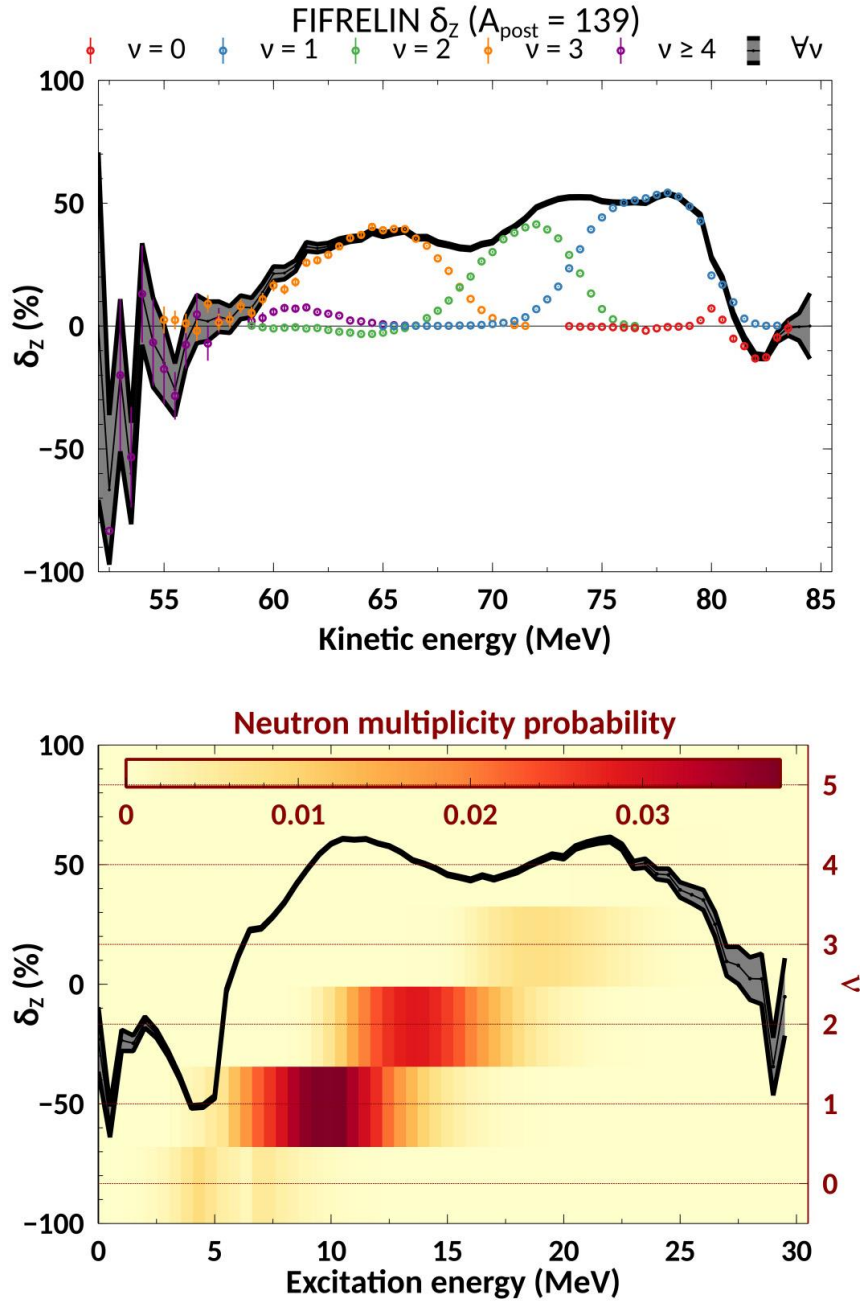 FIFRELIN δZ (Apost = 139)
ν = 0 ν = 1 ν = 2 ν = 3 ν ≥ 4 ∀ν
100
50
0
−50
−100
δZ (%)
55 60 65 70 75 80 85
Kinetic energy (MeV)
Neutron multiplicity probability
100
50
0
−50
−100
δZ (%)
0 0.01 0.02 0.03
5
4
3
2
1
0
ν
0 5 10 15 20 25 30
Excitation energy (MeV)